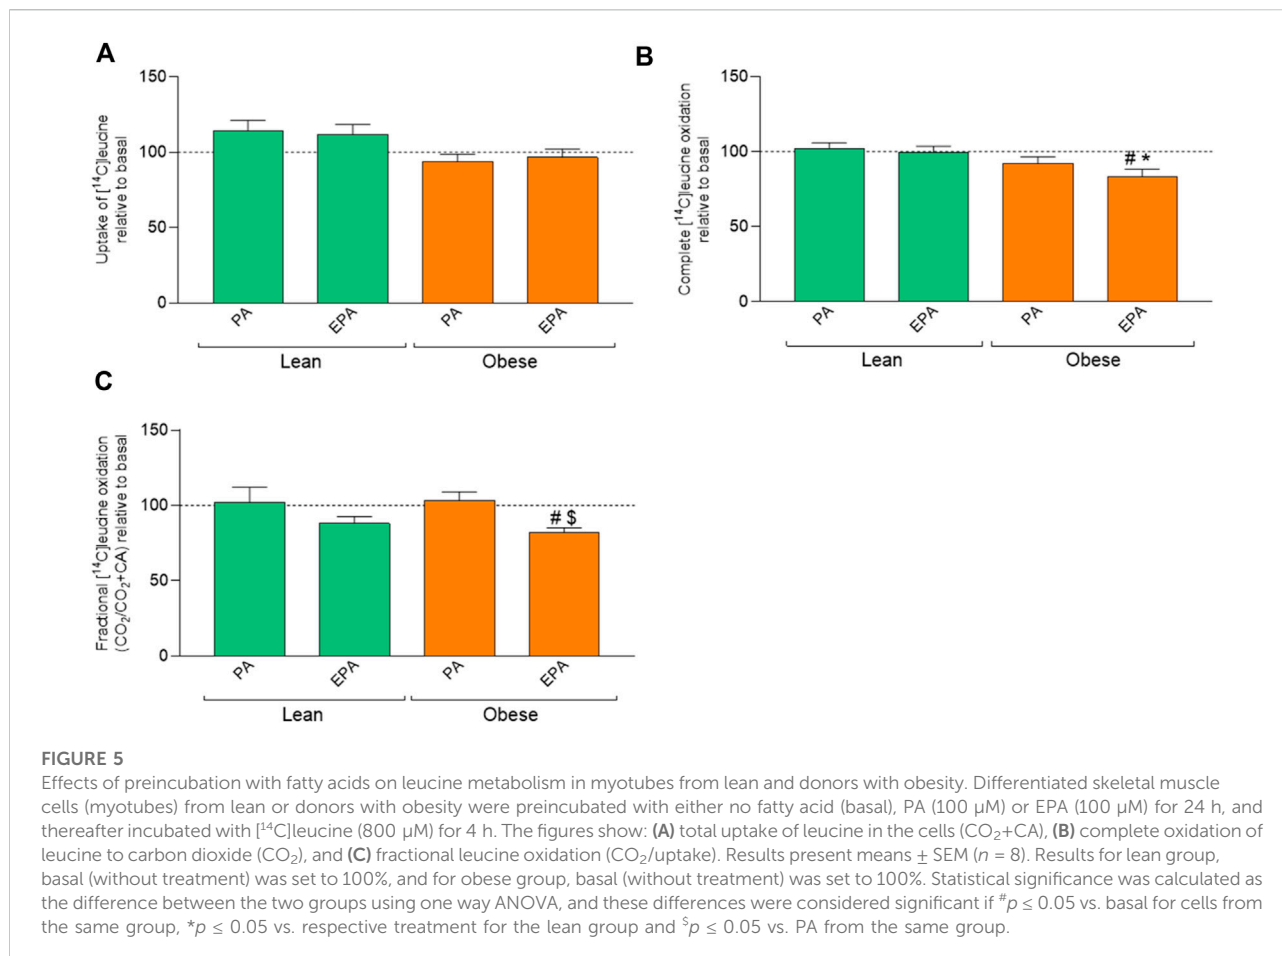 A
150
100
50
0
Uptake of [¹⁴C]leucine
relative to basal
PA
EPA
PA
EPA
Lean
Obese
B
150
100
50
0
Complete [¹⁴C]leucine oxidation
relative to basal
# *
PA
EPA
PA
EPA
Lean
Obese
C
150
100
50
0
Fractional [¹⁴C]leucine oxidation
(CO₂/CO₂+CA) relative to basal
# $
PA
EPA
PA
EPA
Lean
Obese
FIGURE 5
Effects of preincubation with fatty acids on leucine metabolism in myotubes from lean and donors with obesity. Differentiated skeletal muscle
cells (myotubes) from lean or donors with obesity were preincubated with either no fatty acid (basal), PA (100 µM) or EPA (100 µM) for 24 h, and
thereafter incubated with [¹⁴C]leucine (800 µM) for 4 h. The figures show: (A) total uptake of leucine in the cells (CO₂+CA), (B) complete oxidation of
leucine to carbon dioxide (CO₂), and (C) fractional leucine oxidation (CO₂/uptake). Results present means ± SEM (n = 8). Results for lean group,
basal (without treatment) was set to 100%, and for obese group, basal (without treatment) was set to 100%. Statistical significance was calculated as
the difference between the two groups using one way ANOVA, and these differences were considered significant if #p ≤ 0.05 vs. basal for cells from
the same group, *p ≤ 0.05 vs. respective treatment for the lean group and $p ≤ 0.05 vs. PA from the same group.